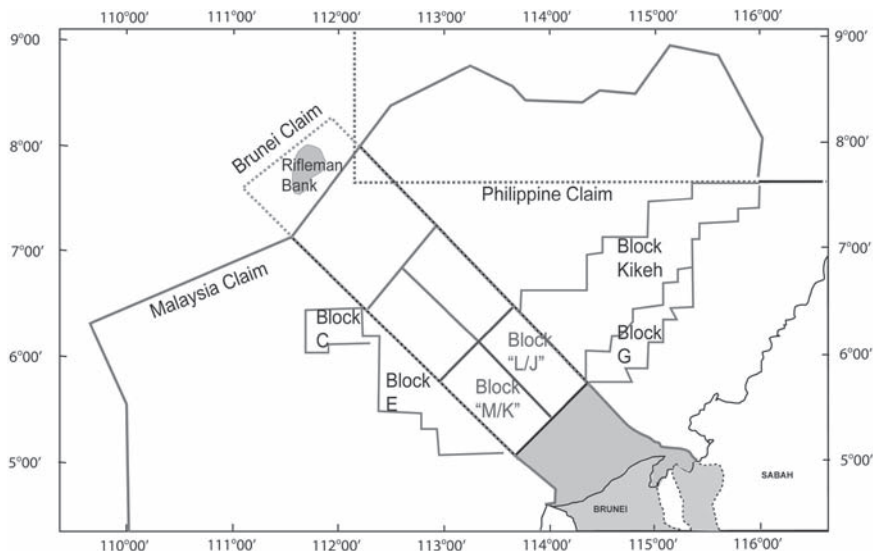 110°00' 111°00' 112°00' 113°00' 114°00' 115°00' 116°00'
9°00' 9°00'
Brunei Claim
8°00' 8°00'
Rifleman
Bank
Philippine Claim
7°00' 7°00'
Block
Kikeh
Malaysia Claim
Block
C
Block
"L/J"
Block
G
6°00' 6°00'
Block
E
Block
"M/K"
5°00' 5°00'
SABAH
BRUNEI
110°00' 111°00' 112°00' 113°00' 114°00' 115°00' 116°00'